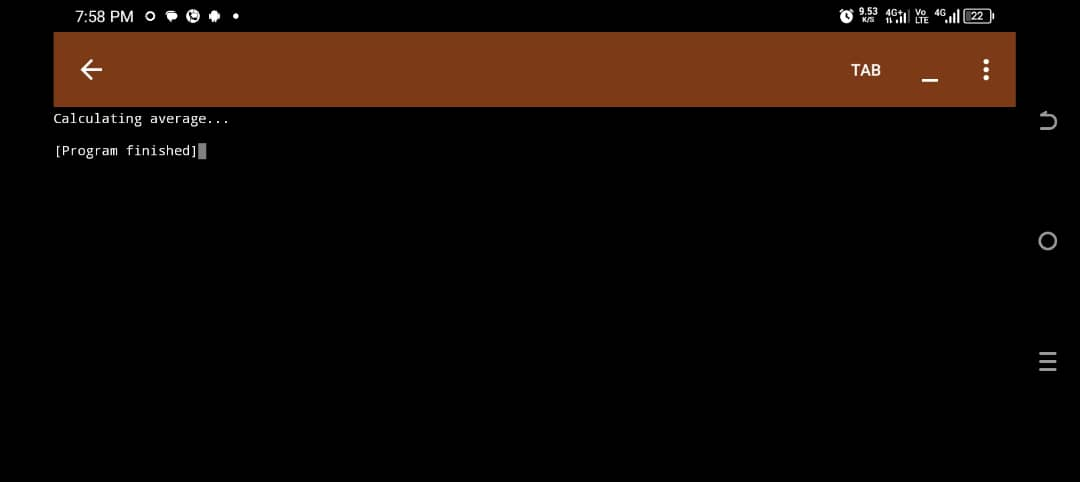 7:58 PM 9.53 K/S 4G+ Vo LTE 4G 22
TAB
Calculating average...
[Program finished]